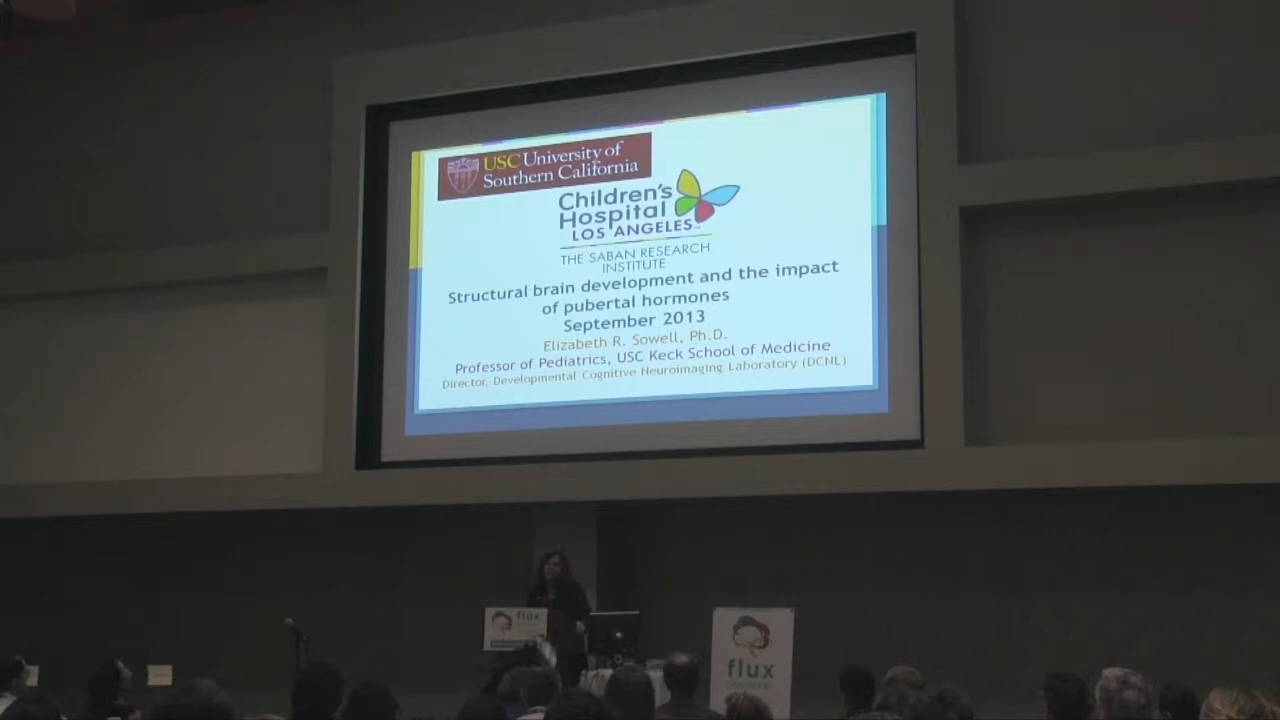 USC University of
Southern California
Children's
Hospital
LOS ANGELES
THE SABAN RESEARCH
INSTITUTE
Structural brain development and the impact
of pubertal hormones
September 2013
Elizabeth R. Sowell, Ph.D.
Professor of Pediatrics, USC Keck School of Medicine
Director, Developmental Cognitive Neuroimaging Laboratory (DCNL)
flux
flux